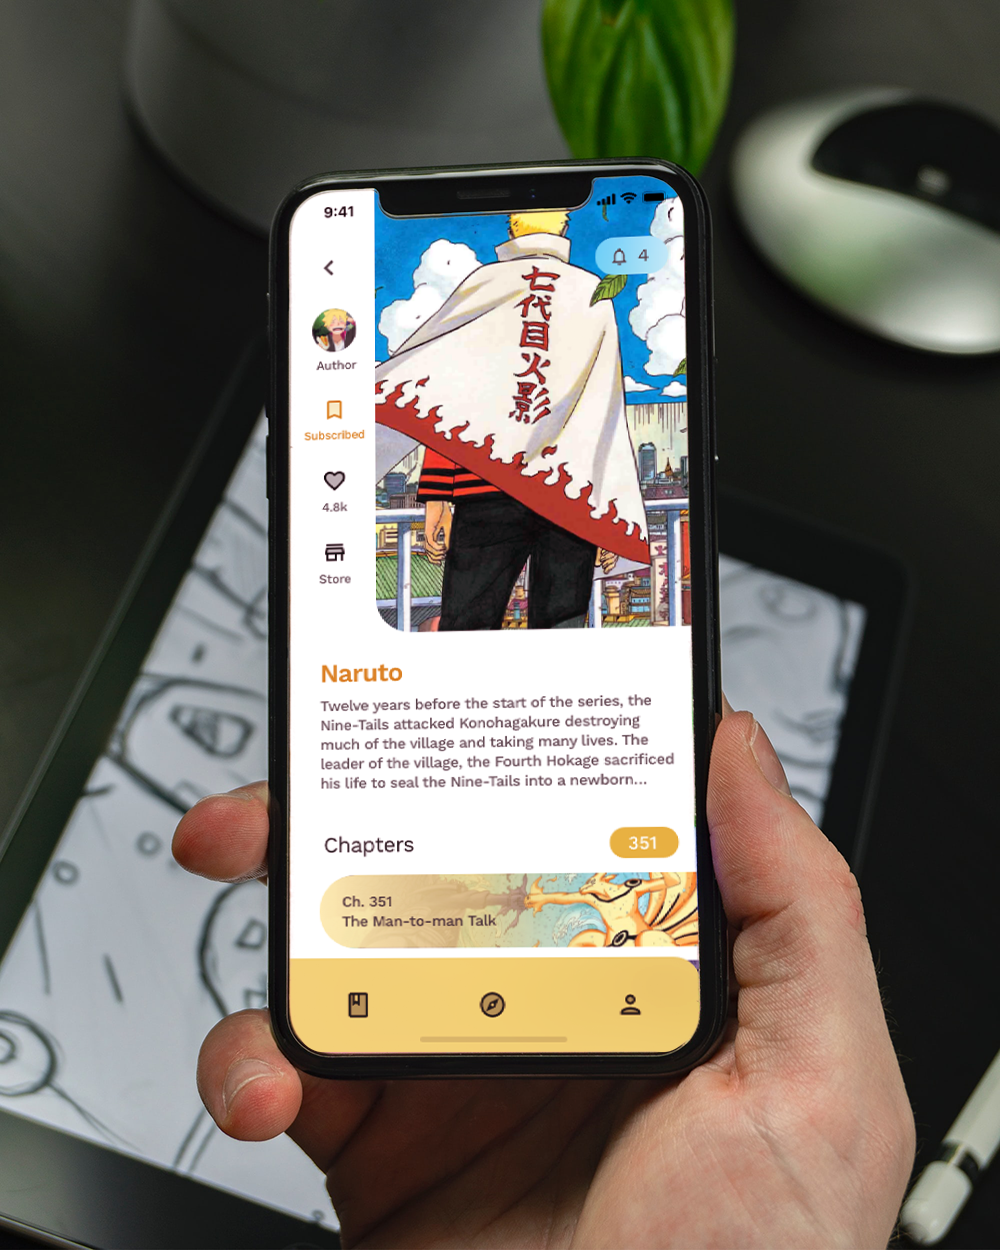 9:41
4
七代目火影
Author
Subscribed
4.8k
Store
Naruto
Twelve years before the start of the series, the
Nine-Tails attacked Konohagakure destroying
much of the village and taking many lives. The
leader of the village, the Fourth Hokage sacrificed
his life to seal the Nine-Tails into a newborn...
Chapters
351
Ch. 351
The Man-to-man Talk